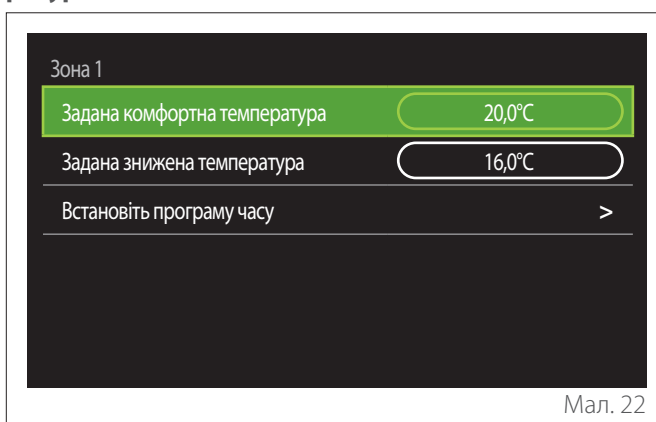 Зона 1
Задана комфортна температура 20,0°C
Задана знижена температура 16,0°C
Встановіть програму часу >
Мал. 22